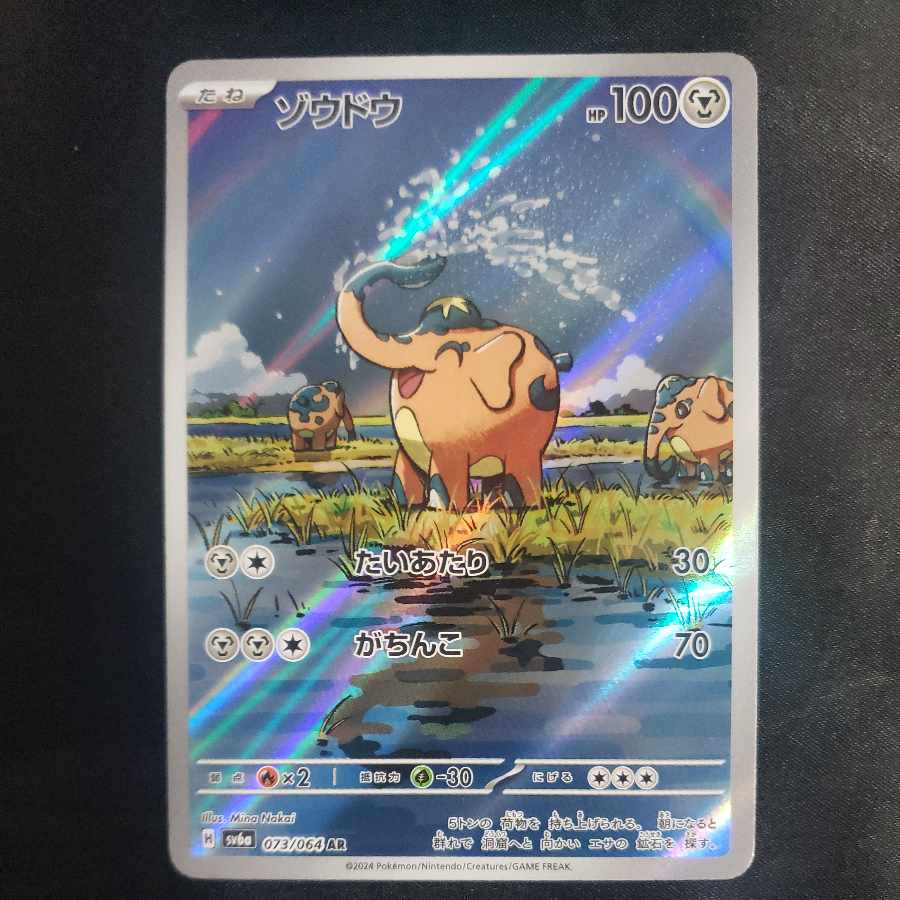 たね ゾウドウ HP100
たいあたり 30
がちんこ 70
弱点 ×2 抵抗力 -30 にげる
Illus. Mina Nakai
5トンの 荷物を 持ち上げられる。 朝になると
群れで 洞窟へと 向かい エサの 鉱石を 探す。
H sv6a 073/064 AR
©2024 Pokémon/Nintendo/Creatures/GAME FREAK.